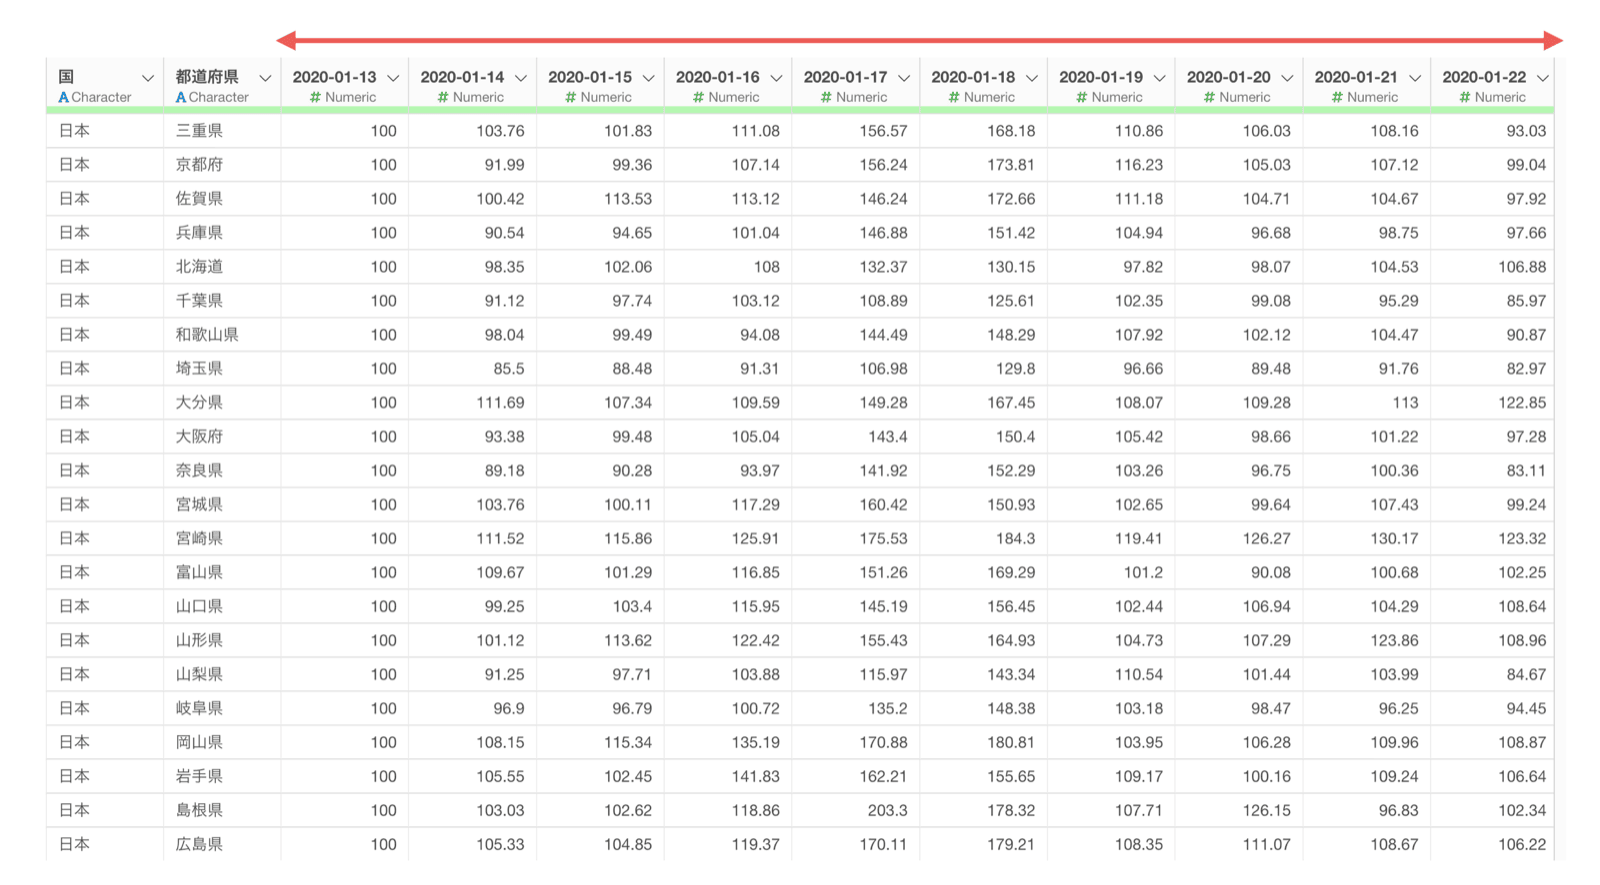 国 都道府県 2020-01-13 2020-01-14 2020-01-15 2020-01-16 2020-01-17 2020-01-18 2020-01-19 2020-01-20 2020-01-21 2020-01-22
A Character A Character # Numeric # Numeric # Numeric # Numeric # Numeric # Numeric # Numeric # Numeric # Numeric # Numeric
日本 三重県 100 103.76 101.83 111.08 156.57 168.18 110.86 106.03 108.16 93.03
日本 京都府 100 91.99 99.36 107.14 156.24 173.81 116.23 105.03 107.12 99.04
日本 佐賀県 100 100.42 113.53 113.12 146.24 172.66 111.18 104.71 104.67 97.92
日本 兵庫県 100 90.54 94.65 101.04 146.88 151.42 104.94 96.68 98.75 97.66
日本 北海道 100 98.35 102.06 108 132.37 130.15 97.82 98.07 104.53 106.88
日本 千葉県 100 91.12 97.74 103.12 108.89 125.61 102.35 99.08 95.29 85.97
日本 和歌山県 100 98.04 99.49 94.08 144.49 148.29 107.92 102.12 104.47 90.87
日本 埼玉県 100 85.5 88.48 91.31 106.98 129.8 96.66 89.48 91.76 82.97
日本 大分県 100 111.69 107.34 109.59 149.28 167.45 108.07 109.28 113 122.85
日本 大阪府 100 93.38 99.48 105.04 143.4 150.4 105.42 98.66 101.22 97.28
日本 奈良県 100 89.18 90.28 93.97 141.92 152.29 103.26 96.75 100.36 83.11
日本 宮城県 100 103.76 100.11 117.29 160.42 150.93 102.65 99.64 107.43 99.24
日本 宮崎県 100 111.52 115.86 125.91 175.53 184.3 119.41 126.27 130.17 123.32
日本 富山県 100 109.67 101.29 116.85 151.26 169.29 101.2 90.08 100.68 102.25
日本 山口県 100 99.25 103.4 115.95 145.19 156.45 102.44 106.94 104.29 108.64
日本 山形県 100 101.12 113.62 122.42 155.43 164.93 104.73 107.29 123.86 108.96
日本 山梨県 100 91.25 97.71 103.88 115.97 143.34 110.54 101.44 103.99 84.67
日本 岐阜県 100 96.9 96.79 100.72 135.2 148.38 103.18 98.47 96.25 94.45
日本 岡山県 100 108.15 115.34 135.19 170.88 180.81 103.95 106.28 109.96 108.87
日本 岩手県 100 105.55 102.45 141.83 162.21 155.65 109.17 100.16 109.24 106.64
日本 島根県 100 103.03 102.62 118.86 203.3 178.32 107.71 126.15 96.83 102.34
日本 広島県 100 105.33 104.85 119.37 170.11 179.21 108.35 111.07 108.67 106.22